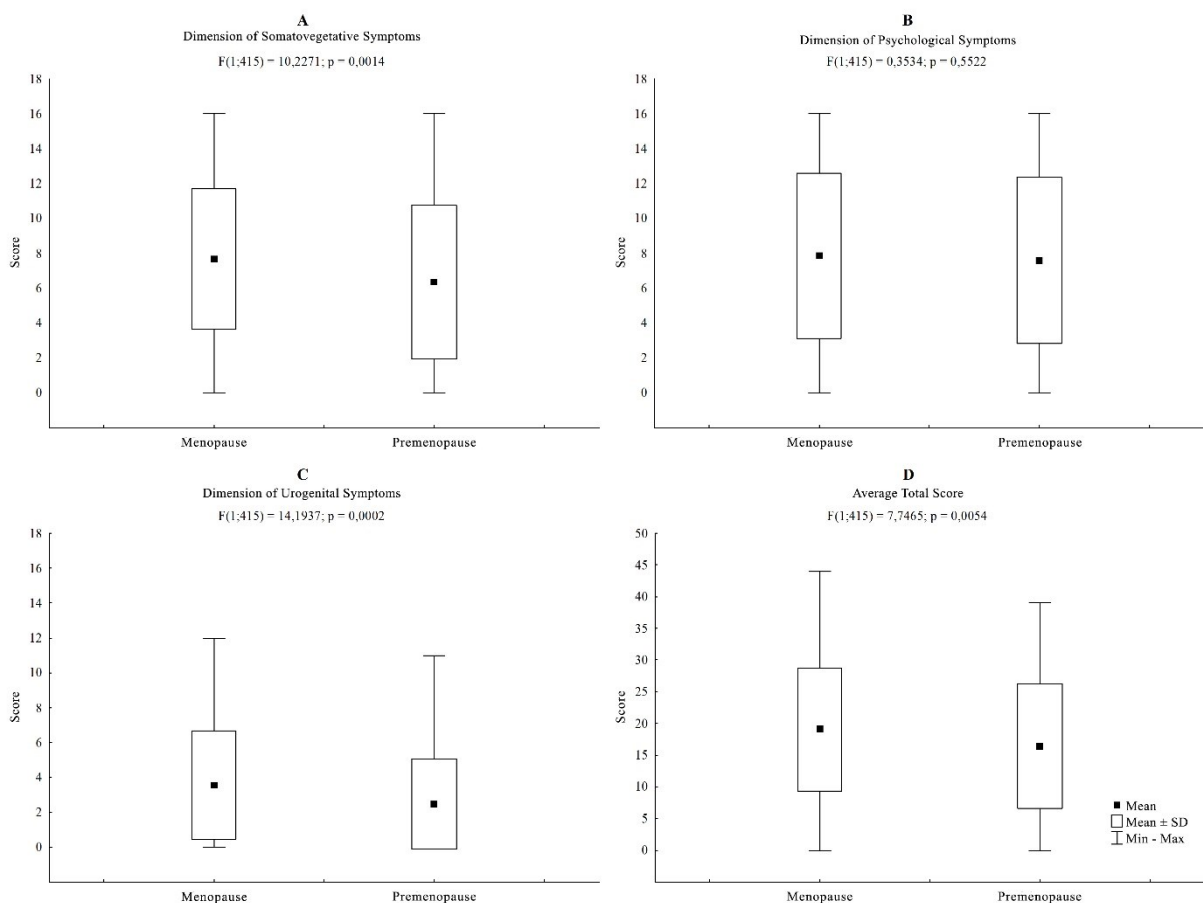 A
Dimension of Somatovegetative Symptoms
F(1;415) = 10,2271; p = 0,0014
18
16
14
12
10
8
6
4
2
0
Score
Menopause
Premenopause
B
Dimension of Psychological Symptoms
F(1;415) = 0,3534; p = 0,5522
18
16
14
12
10
8
6
4
2
0
Score
Menopause
Premenopause
C
Dimension of Urogenital Symptoms
F(1;415) = 14,1937; p = 0,0002
18
16
14
12
10
8
6
4
2
0
Score
Menopause
Premenopause
D
Average Total Score
F(1;415) = 7,7465; p = 0,0054
50
45
40
35
30
25
20
15
10
5
0
Score
Menopause
Premenopause
Mean
Mean ± SD
Min - Max